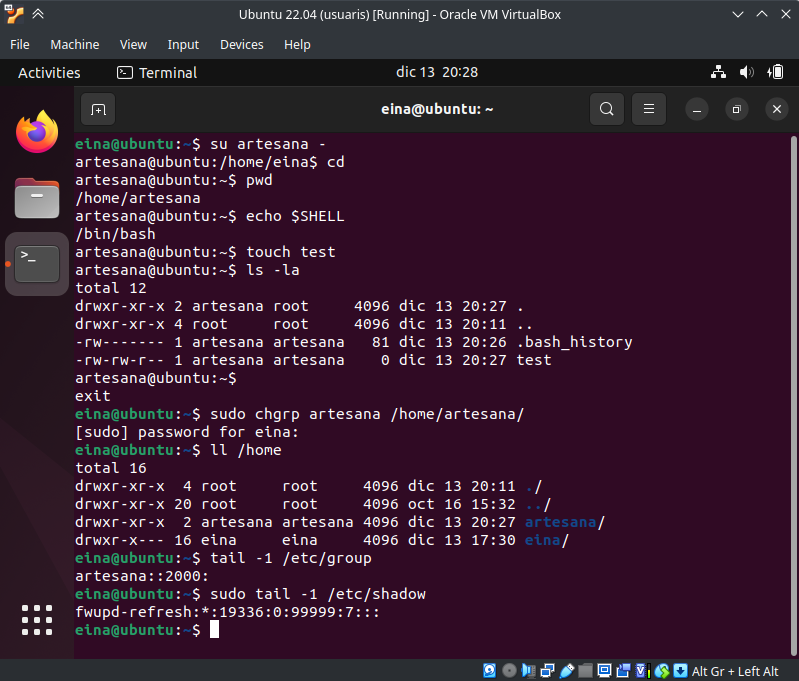 Ubuntu 22.04 (usuaris) [Running] - Oracle VM VirtualBox
File Machine View Input Devices Help
Activities Terminal dic 13 20:28
eina@ubuntu: ~
eina@ubuntu:~$ su artesana -
artesana@ubuntu:/home/eina$ cd
artesana@ubuntu:~$ pwd
/home/artesana
artesana@ubuntu:~$ echo $SHELL
/bin/bash
artesana@ubuntu:~$ touch test
artesana@ubuntu:~$ ls -la
total 12
drwxr-xr-x 2 artesana root     4096 dic 13 20:27 .
drwxr-xr-x 4 root     root     4096 dic 13 20:11 ..
-rw------- 1 artesana artesana   81 dic 13 20:26 .bash_history
-rw-rw-r-- 1 artesana artesana    0 dic 13 20:27 test
artesana@ubuntu:~$
exit
eina@ubuntu:~$ sudo chgrp artesana /home/artesana/
[sudo] password for eina:
eina@ubuntu:~$ ll /home
total 16
drwxr-xr-x  4 root     root     4096 dic 13 20:11 ./
drwxr-xr-x 20 root     root     4096 oct 16 15:32 ../
drwxr-xr-x  2 artesana artesana 4096 dic 13 20:27 artesana/
drwxr-x--- 16 eina     eina     4096 dic 13 17:30 eina/
eina@ubuntu:~$ tail -1 /etc/group
artesana::2000:
eina@ubuntu:~$ sudo tail -1 /etc/shadow
fwupd-refresh:*:19336:0:99999:7:::
eina@ubuntu:~$
Alt Gr + Left Alt